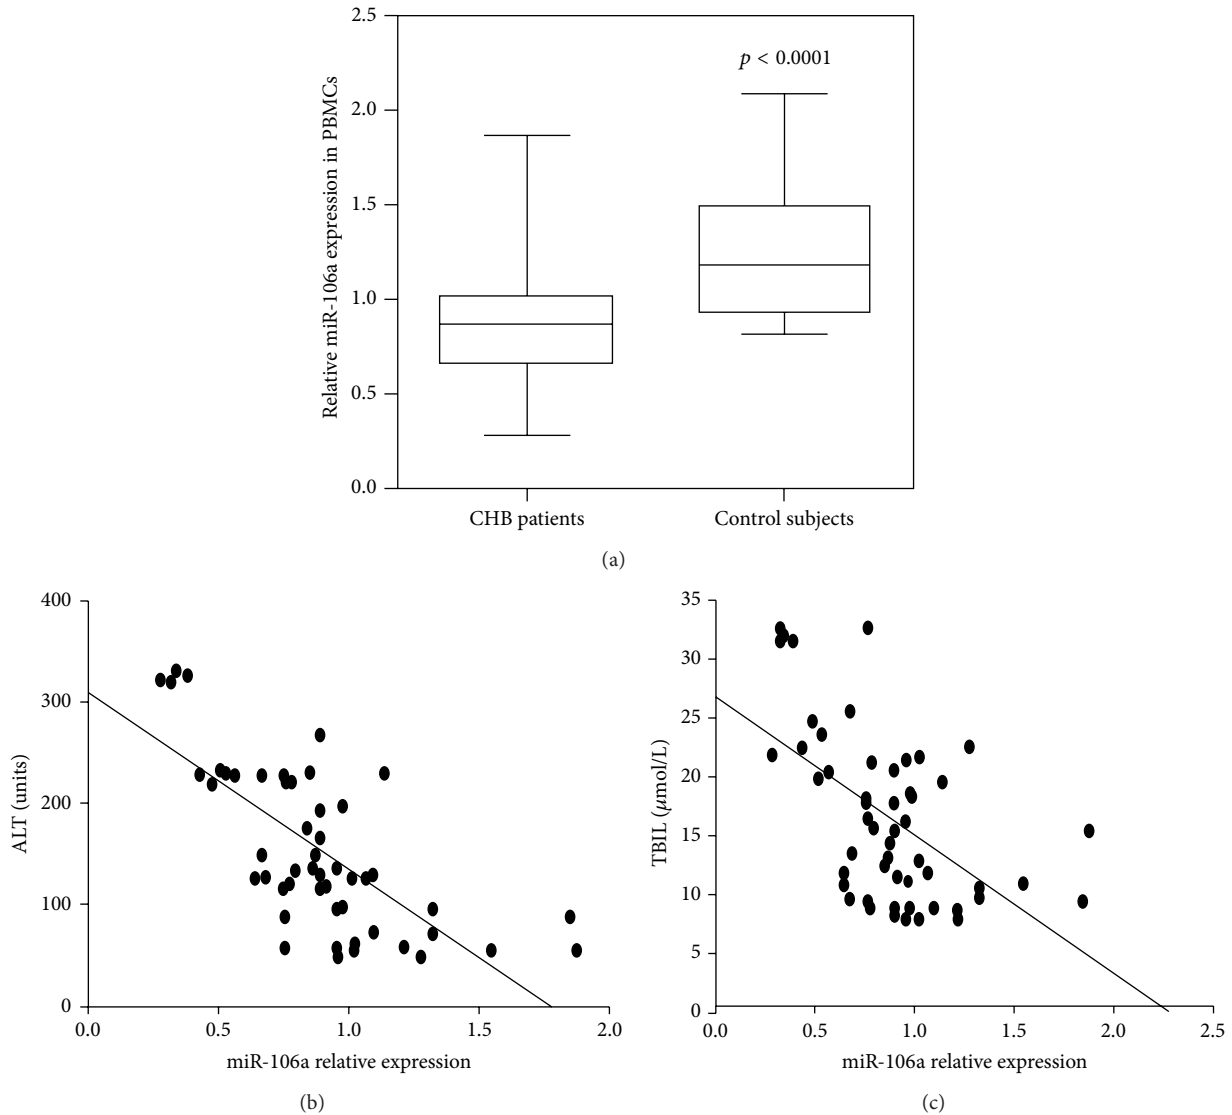 2.5
2.0
1.5
1.0
0.5
0.0
Relative miR-106a expression in PBMCs
p < 0.0001
CHB patients
Control subjects
(a)
400
300
200
100
0
ALT (units)
0.0 0.5 1.0 1.5 2.0
miR-106a relative expression
(b)
35
30
25
20
15
10
5
0
TBIL (μmol/L)
0.0 0.5 1.0 1.5 2.0 2.5
miR-106a relative expression
(c)